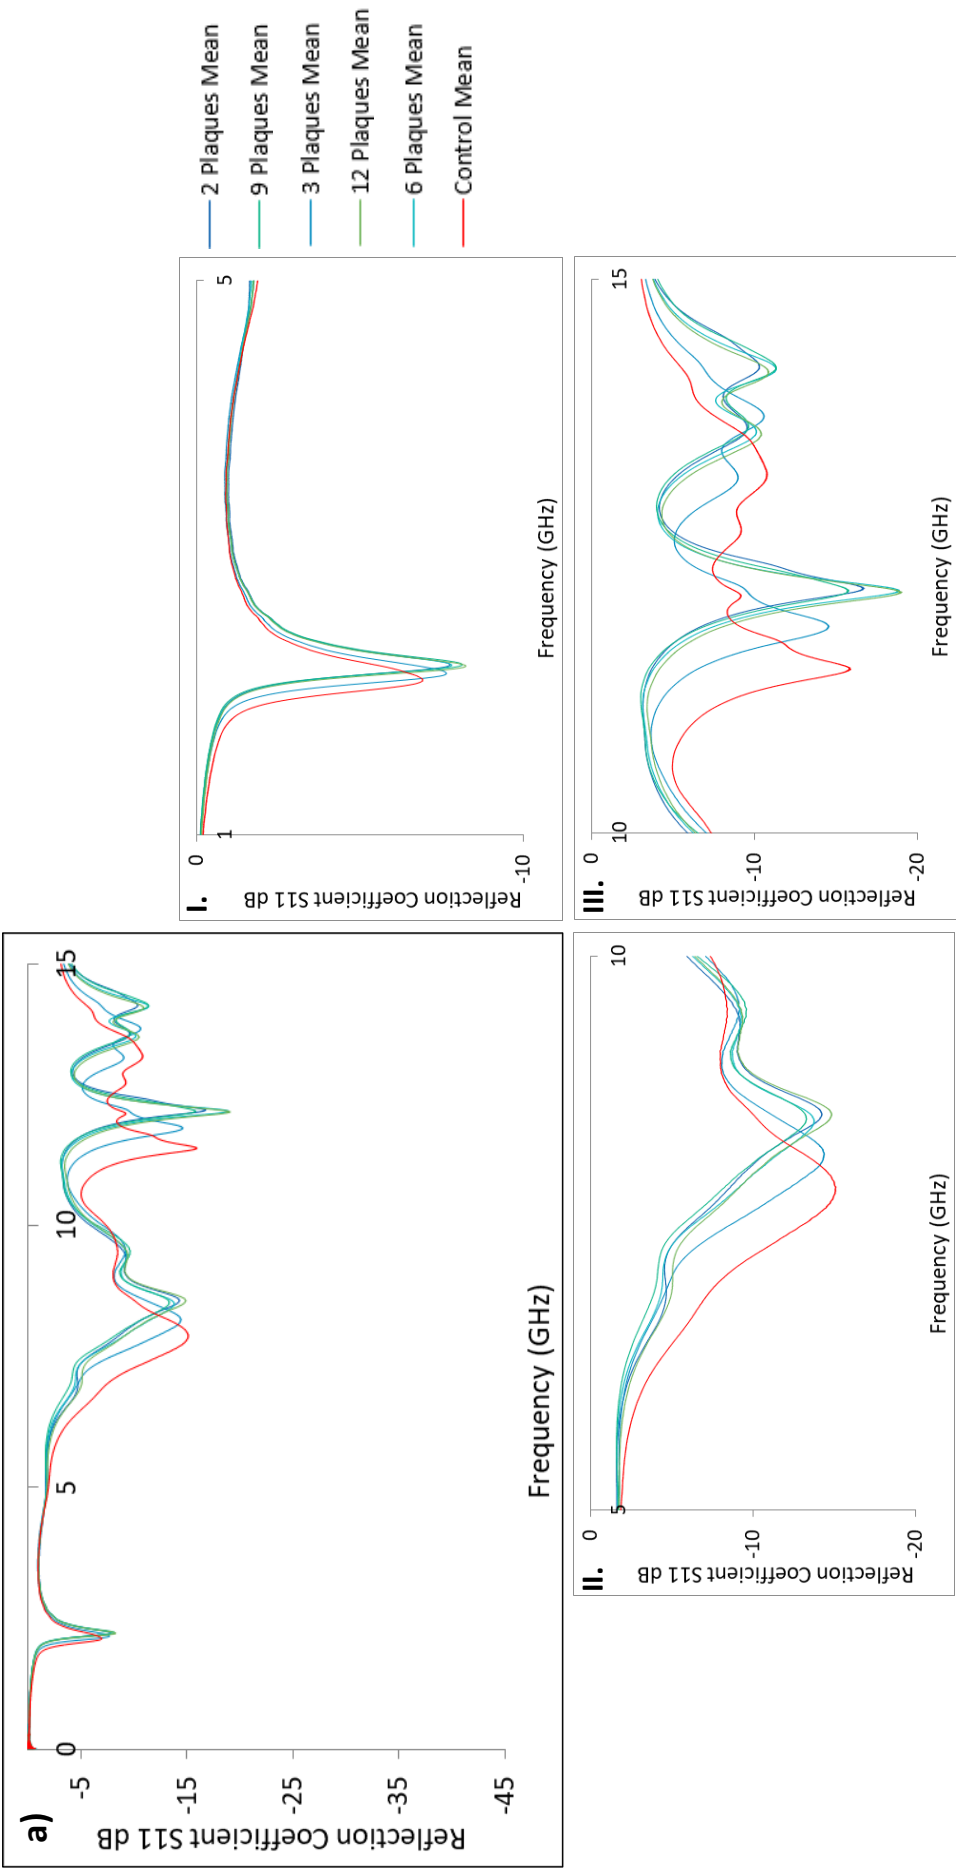 a)
Reflection Coefficient S11 dB
-5
-15
-25
-35
-45
0
5
10
15
Frequency (GHz)
I.
Reflection Coefficient S11 dB
0
-10
1
5
Frequency (GHz)
2 Plaques Mean
9 Plaques Mean
3 Plaques Mean
12 Plaques Mean
6 Plaques Mean
Control Mean
II.
Reflection Coefficient S11 dB
0
-10
-20
5
10
Frequency (GHz)
III.
Reflection Coefficient S11 dB
0
-10
-20
10
15
Frequency (GHz)